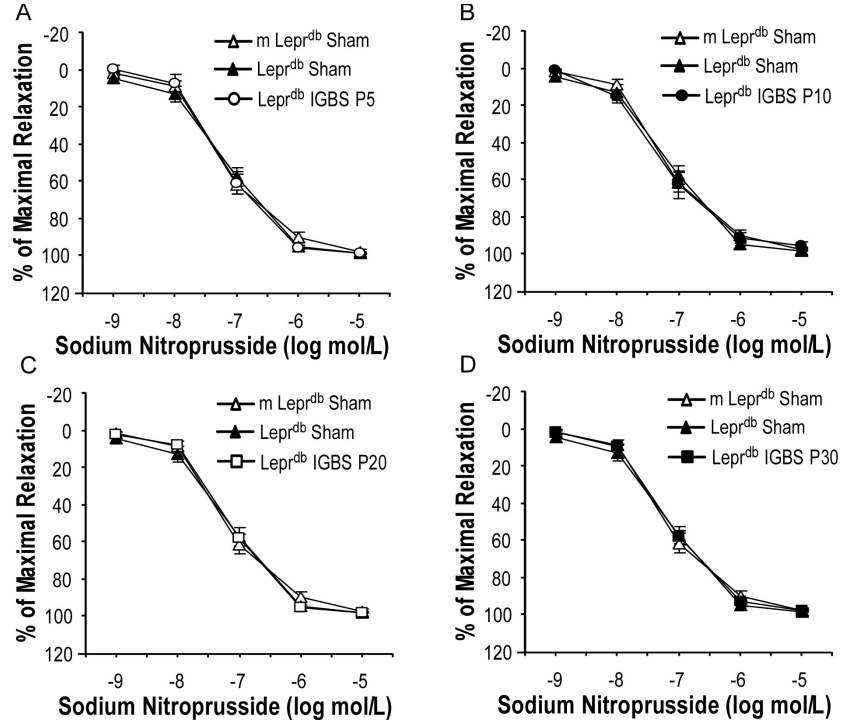 A
-20
0
20
40
60
80
100
120
% of Maximal Relaxation
m Lepr^db Sham
Lepr^db Sham
Lepr^db IGBS P5
-9 -8 -7 -6 -5
Sodium Nitroprusside (log mol/L)
B
-20
0
20
40
60
80
100
120
% of Maximal Relaxation
m Lepr^db Sham
Lepr^db Sham
Lepr^db IGBS P10
-9 -8 -7 -6 -5
Sodium Nitroprusside (log mol/L)
C
-20
0
20
40
60
80
100
120
% of Maximal Relaxation
m Lepr^db Sham
Lepr^db Sham
Lepr^db IGBS P20
-9 -8 -7 -6 -5
Sodium Nitroprusside (log mol/L)
D
-20
0
20
40
60
80
100
120
% of Maximal Relaxation
m Lepr^db Sham
Lepr^db Sham
Lepr^db IGBS P30
-9 -8 -7 -6 -5
Sodium Nitroprusside (log mol/L)